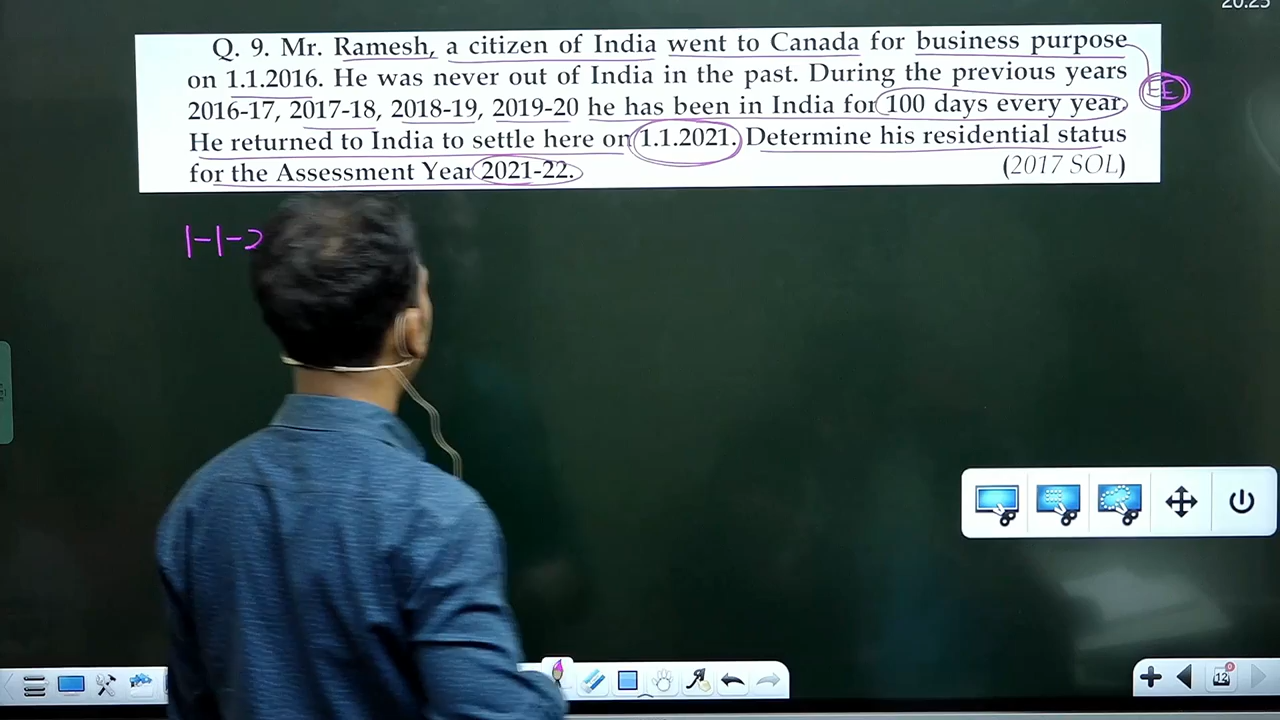 20:25
Q. 9. Mr. Ramesh, a citizen of India went to Canada for business purpose
on 1.1.2016. He was never out of India in the past. During the previous years
2016-17, 2017-18, 2018-19, 2019-20 he has been in India for 100 days every year.
He returned to India to settle here on 1.1.2021. Determine his residential status
for the Assessment Year 2021-22. (2017 SOL)
EE
1-1-2
12